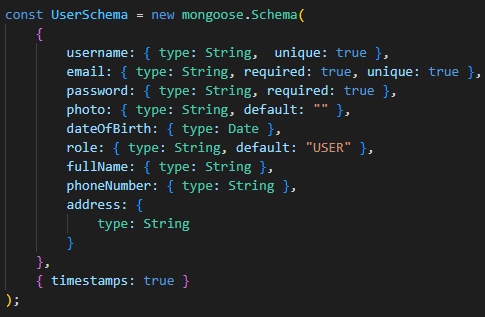 const UserSchema = new mongoose.Schema(
    {
        username: { type: String,  unique: true },
        email: { type: String, required: true, unique: true },
        password: { type: String, required: true },
        photo: { type: String, default: "" },
        dateOfBirth: { type: Date },
        role: { type: String, default: "USER" },
        fullName: { type: String },
        phoneNumber: { type: String },
        address: {
            type: String
        }
    },
    { timestamps: true }
);